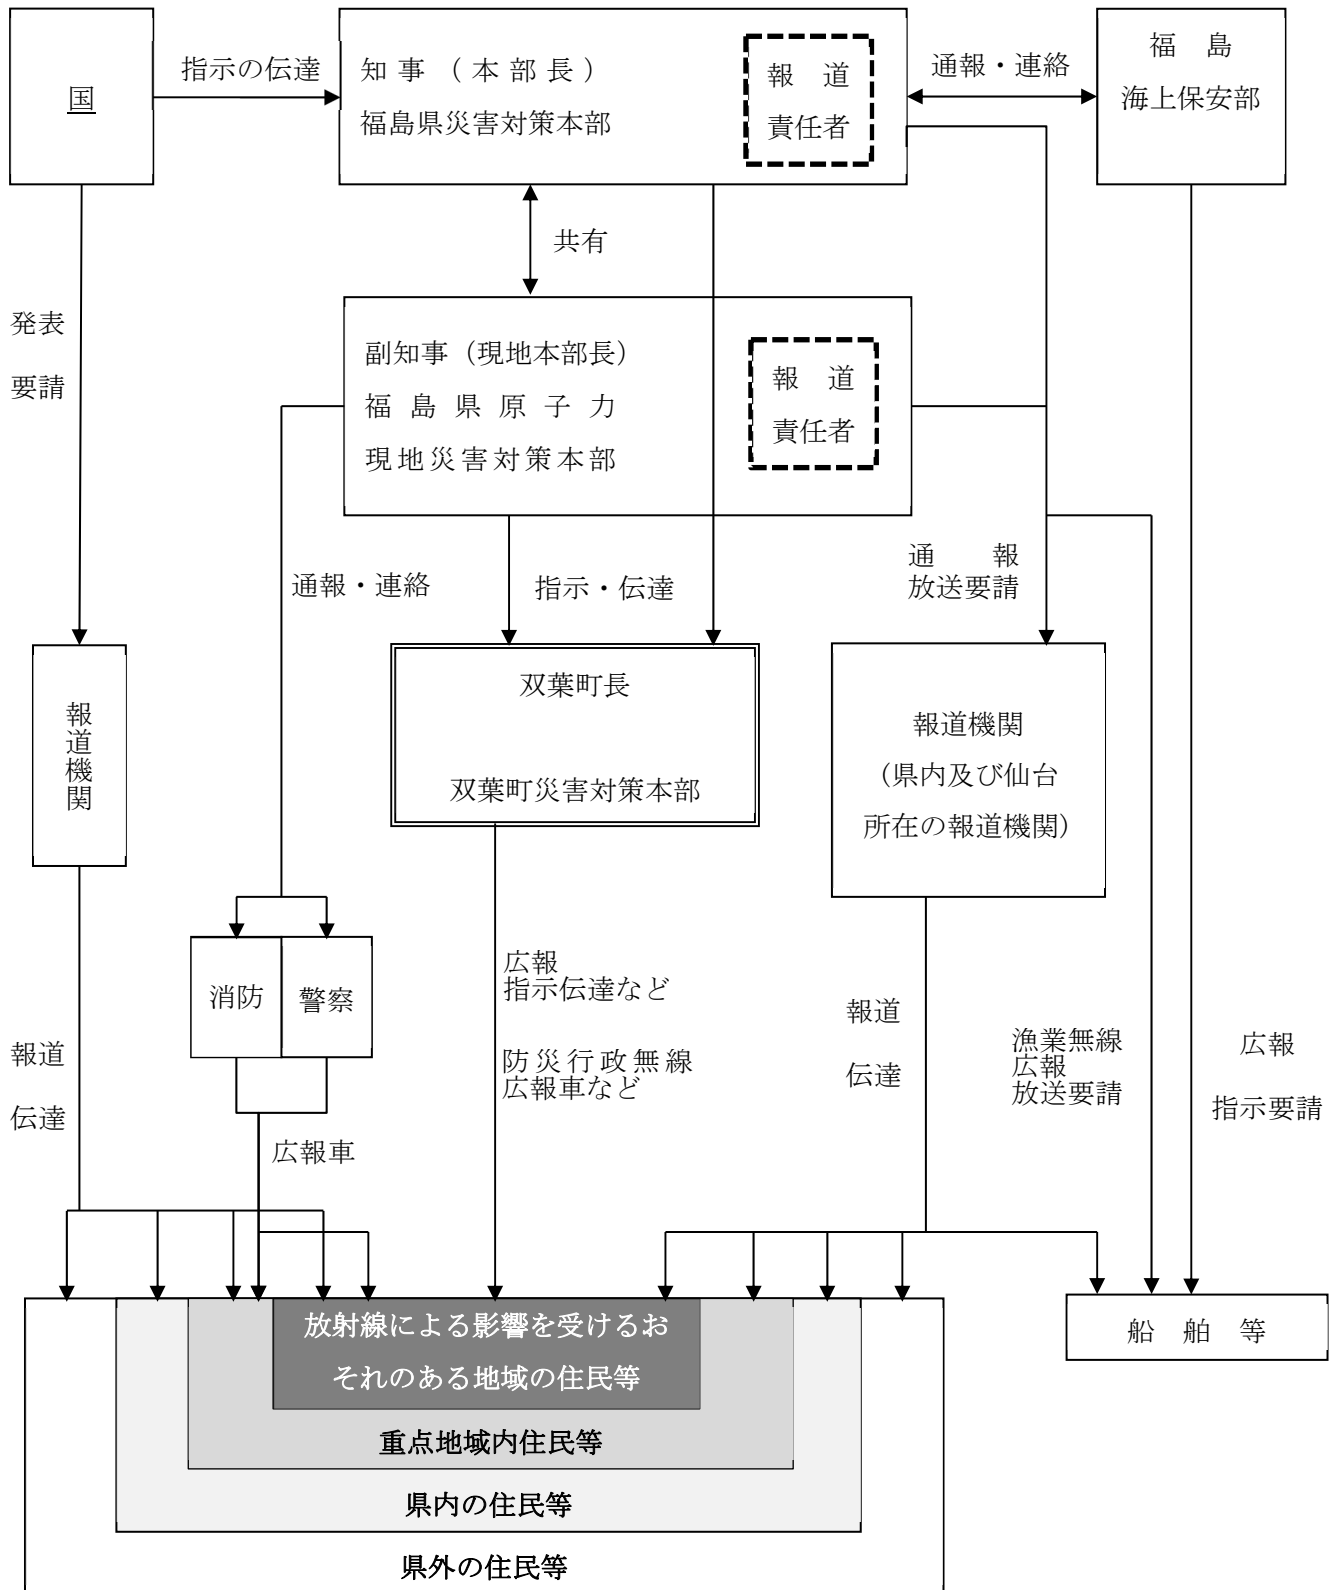 国
指示の伝達
知事（本部長）
福島県災害対策本部
報　道
責任者
通報・連絡
福　島
海上保安部
共有
発表
要請
副知事（現地本部長）
福島県原子力
現地災害対策本部
報　道
責任者
通報・連絡
指示・伝達
通　　報
放送要請
報道機関
双葉町長
双葉町災害対策本部
報道機関
（県内及び仙台
所在の報道機関）
消防
警察
広報
指示伝達など
防災行政無線
広報車など
報道
伝達
報道
伝達
漁業無線
広報
放送要請
広報
指示要請
広報車
放射線による影響を受けるお
それのある地域の住民等
重点地域内住民等
県内の住民等
県外の住民等
船　舶　等